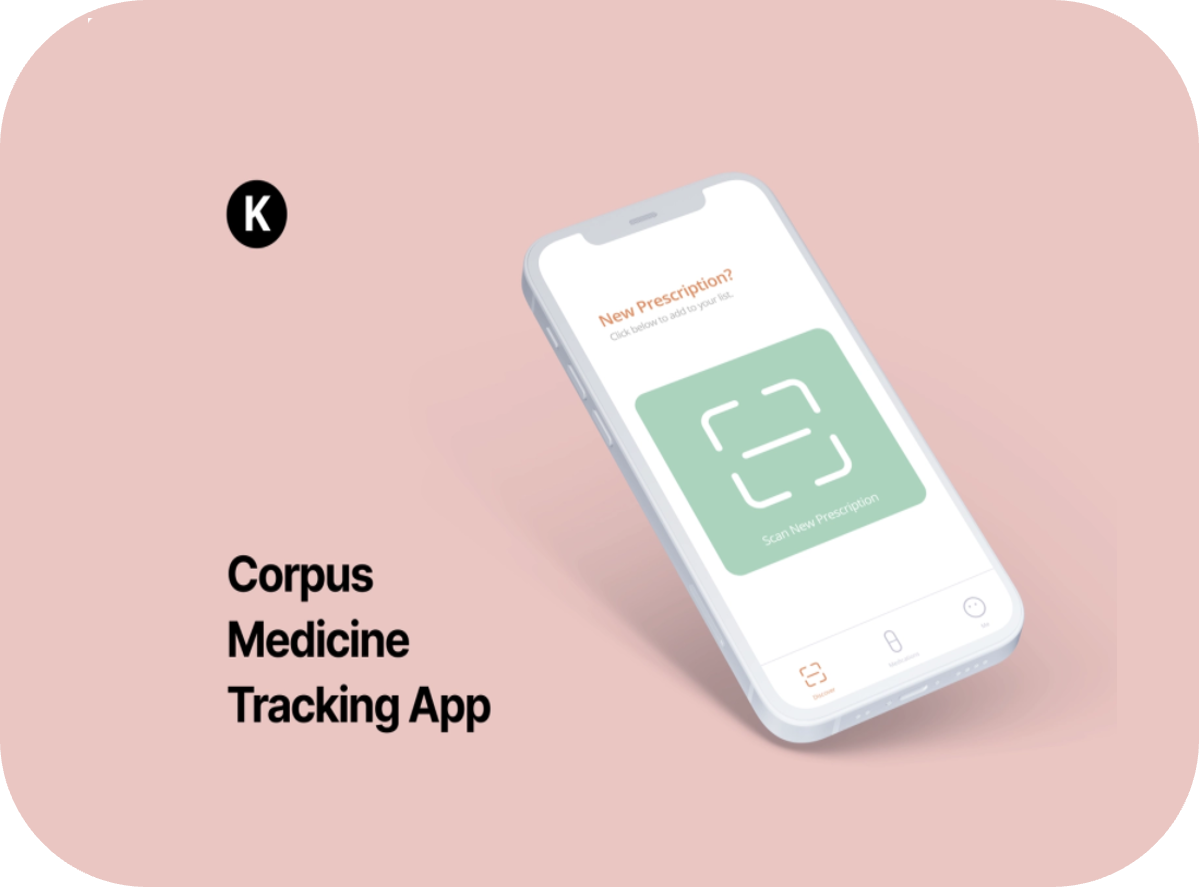 K
Corpus
Medicine
Tracking App
New Prescription?
Click below to add to your list.
Scan New Prescription
Discover
Medications
Me